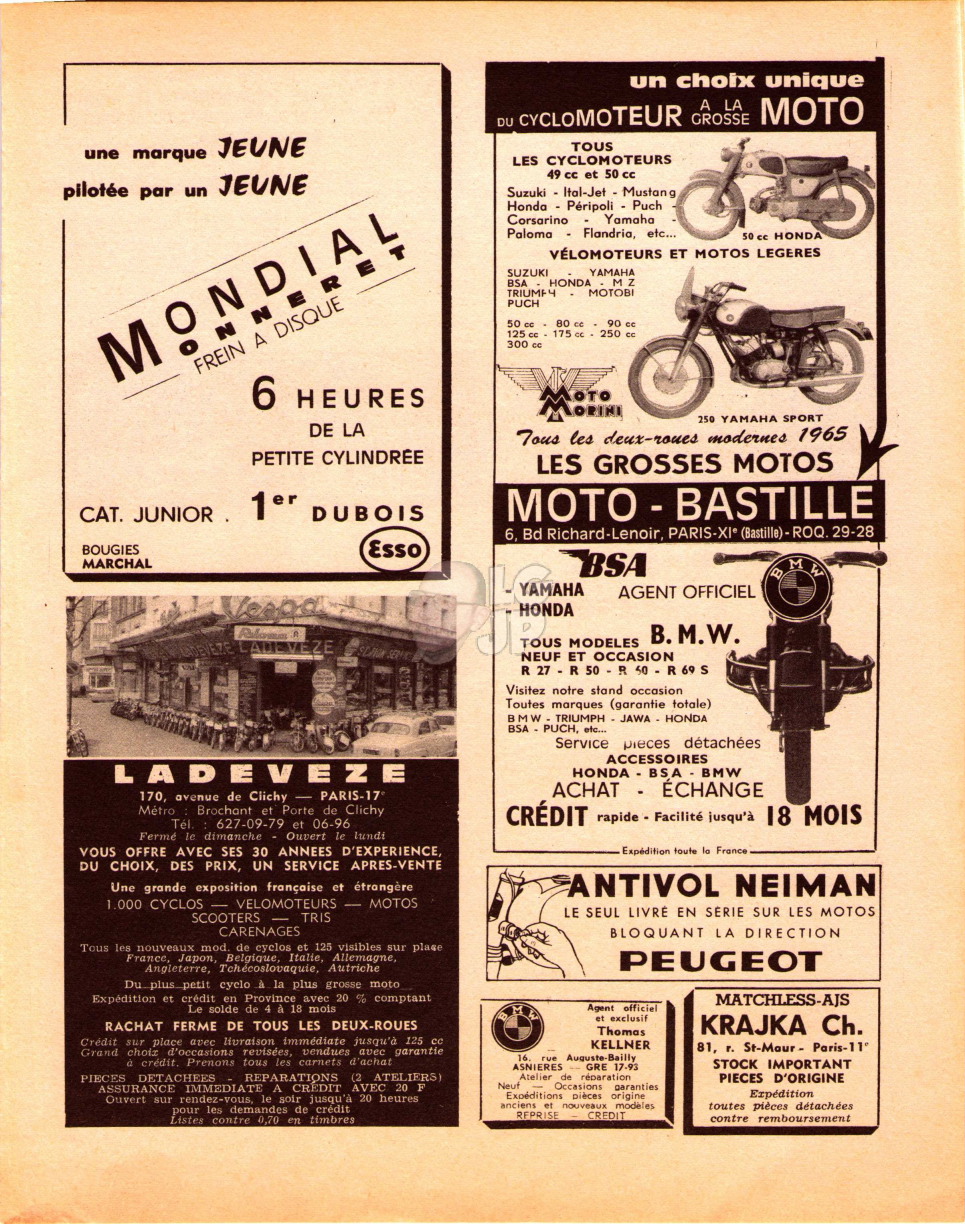 une marque JEUNE
pilotée par un JEUNE
MONDIAL
MONNERET
FREIN A DISQUE
6 HEURES
DE LA
PETITE CYLINDRÉE
CAT. JUNIOR . 1er DUBOIS
BOUGIES
MARCHAL
Esso
Vespa
LADEVEZE LADEVEZE
LADEVEZE
170, avenue de Clichy — PARIS-17e
Métro : Brochant et Porte de Clichy
Tél. : 627-09-79 et 06-96
Fermé le dimanche - Ouvert le lundi
VOUS OFFRE AVEC SES 30 ANNEES D'EXPERIENCE,
DU CHOIX, DES PRIX, UN SERVICE APRES-VENTE
Une grande exposition française et étrangère
1.000 CYCLOS — VELOMOTEURS — MOTOS
SCOOTERS — TRIS
CARENAGES
Tous les nouveaux mod. de cyclos et 125 visibles sur place
France, Japon, Belgique, Italie, Allemagne,
Angleterre, Tchécoslovaquie, Autriche
Du plus petit cyclo à la plus grosse moto
Expédition et crédit en Province avec 20 % comptant
Le solde de 4 à 18 mois
RACHAT FERME DE TOUS LES DEUX-ROUES
Crédit sur place avec livraison immédiate jusqu'à 125 cc
Grand choix d'occasions revisées, vendues avec garantie
à crédit. Prenons tous les carnets d'achat
PIECES DETACHEES - REPARATIONS (2 ATELIERS)
ASSURANCE IMMEDIATE A CRÉDIT AVEC 20 F
Ouvert sur rendez-vous, le soir jusqu'à 20 heures
pour les demandes de crédit
Listes contre 0,70 en timbres
un choix unique
DU CYCLOMOTEUR A LA GROSSE MOTO
TOUS
LES CYCLOMOTEURS
49 cc et 50 cc
Suzuki - Ital-Jet - Mustang
Honda - Péripoli - Puch -
Corsarino - Yamaha -
Paloma - Flandria, etc...
50 cc HONDA
VÉLOMOTEURS ET MOTOS LEGERES
SUZUKI - YAMAHA
BSA - HONDA - M Z
TRIUMPH - MOTOBI
PUCH
50 cc - 80 cc - 90 cc
125 cc - 175 cc - 250 cc
300 cc
MOTO
MORINI
250 YAMAHA SPORT
Tous les deux-roues modernes 1965
LES GROSSES MOTOS
MOTO - BASTILLE
6, Bd Richard-Lenoir, PARIS-XIe (Bastille) - ROQ. 29-28
BSA
- YAMAHA
- HONDA
AGENT OFFICIEL
BMW
TOUS MODELES B.M.W.
NEUF ET OCCASION
R 27 - R 50 - R 60 - R 69 S
Visitez notre stand occasion
Toutes marques (garantie totale)
BMW - TRIUMPH - JAWA - HONDA
BSA - PUCH, etc...
Service pieces détachées
ACCESSOIRES
HONDA - BSA - BMW
ACHAT - ÉCHANGE
CRÉDIT rapide - Facilité jusqu'à 18 MOIS
Expédition toute la France
ANTIVOL NEIMAN
LE SEUL LIVRÉ EN SÉRIE SUR LES MOTOS
BLOQUANT LA DIRECTION
PEUGEOT
BMW
Agent officiel
et exclusif
Thomas
KELLNER
16, rue Auguste-Bailly
ASNIERES — GRE 17-93
Atelier de réparation
Neuf — Occasions garanties
Expéditions pièces origine
anciens et nouveaux modèles
REPRISE — CREDIT
MATCHLESS-AJS
KRAJKA Ch.
81, r. St-Maur - Paris-11e
STOCK IMPORTANT
PIECES D'ORIGINE
Expédition
toutes pièces détachées
contre remboursement